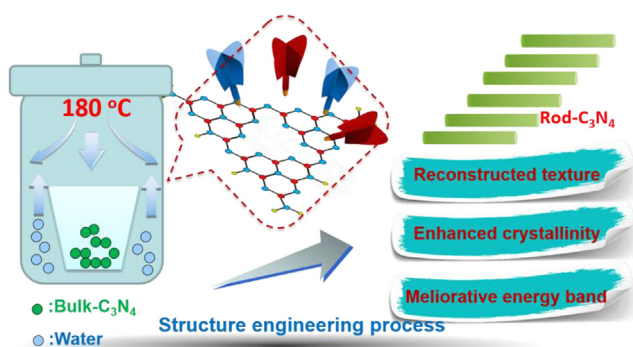 180 °C
Rod-C₃N₄
Reconstructed texture
Enhanced crystallinity
Meliorative energy band
:Bulk-C₃N₄
:Water
Structure engineering process